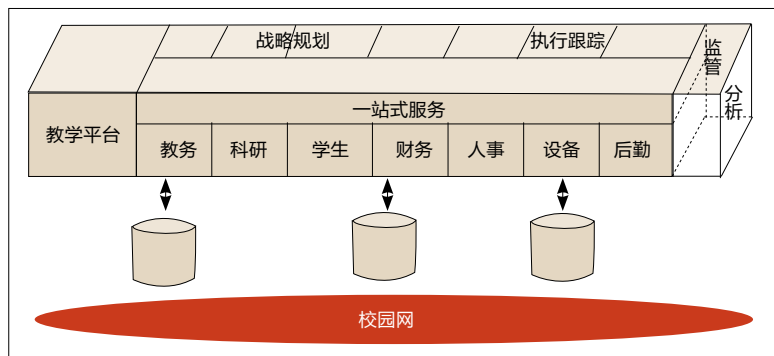 战略规划
执行跟踪
监管
分析
一站式服务
教学平台
教务
科研
学生
财务
人事
设备
后勤
校园网